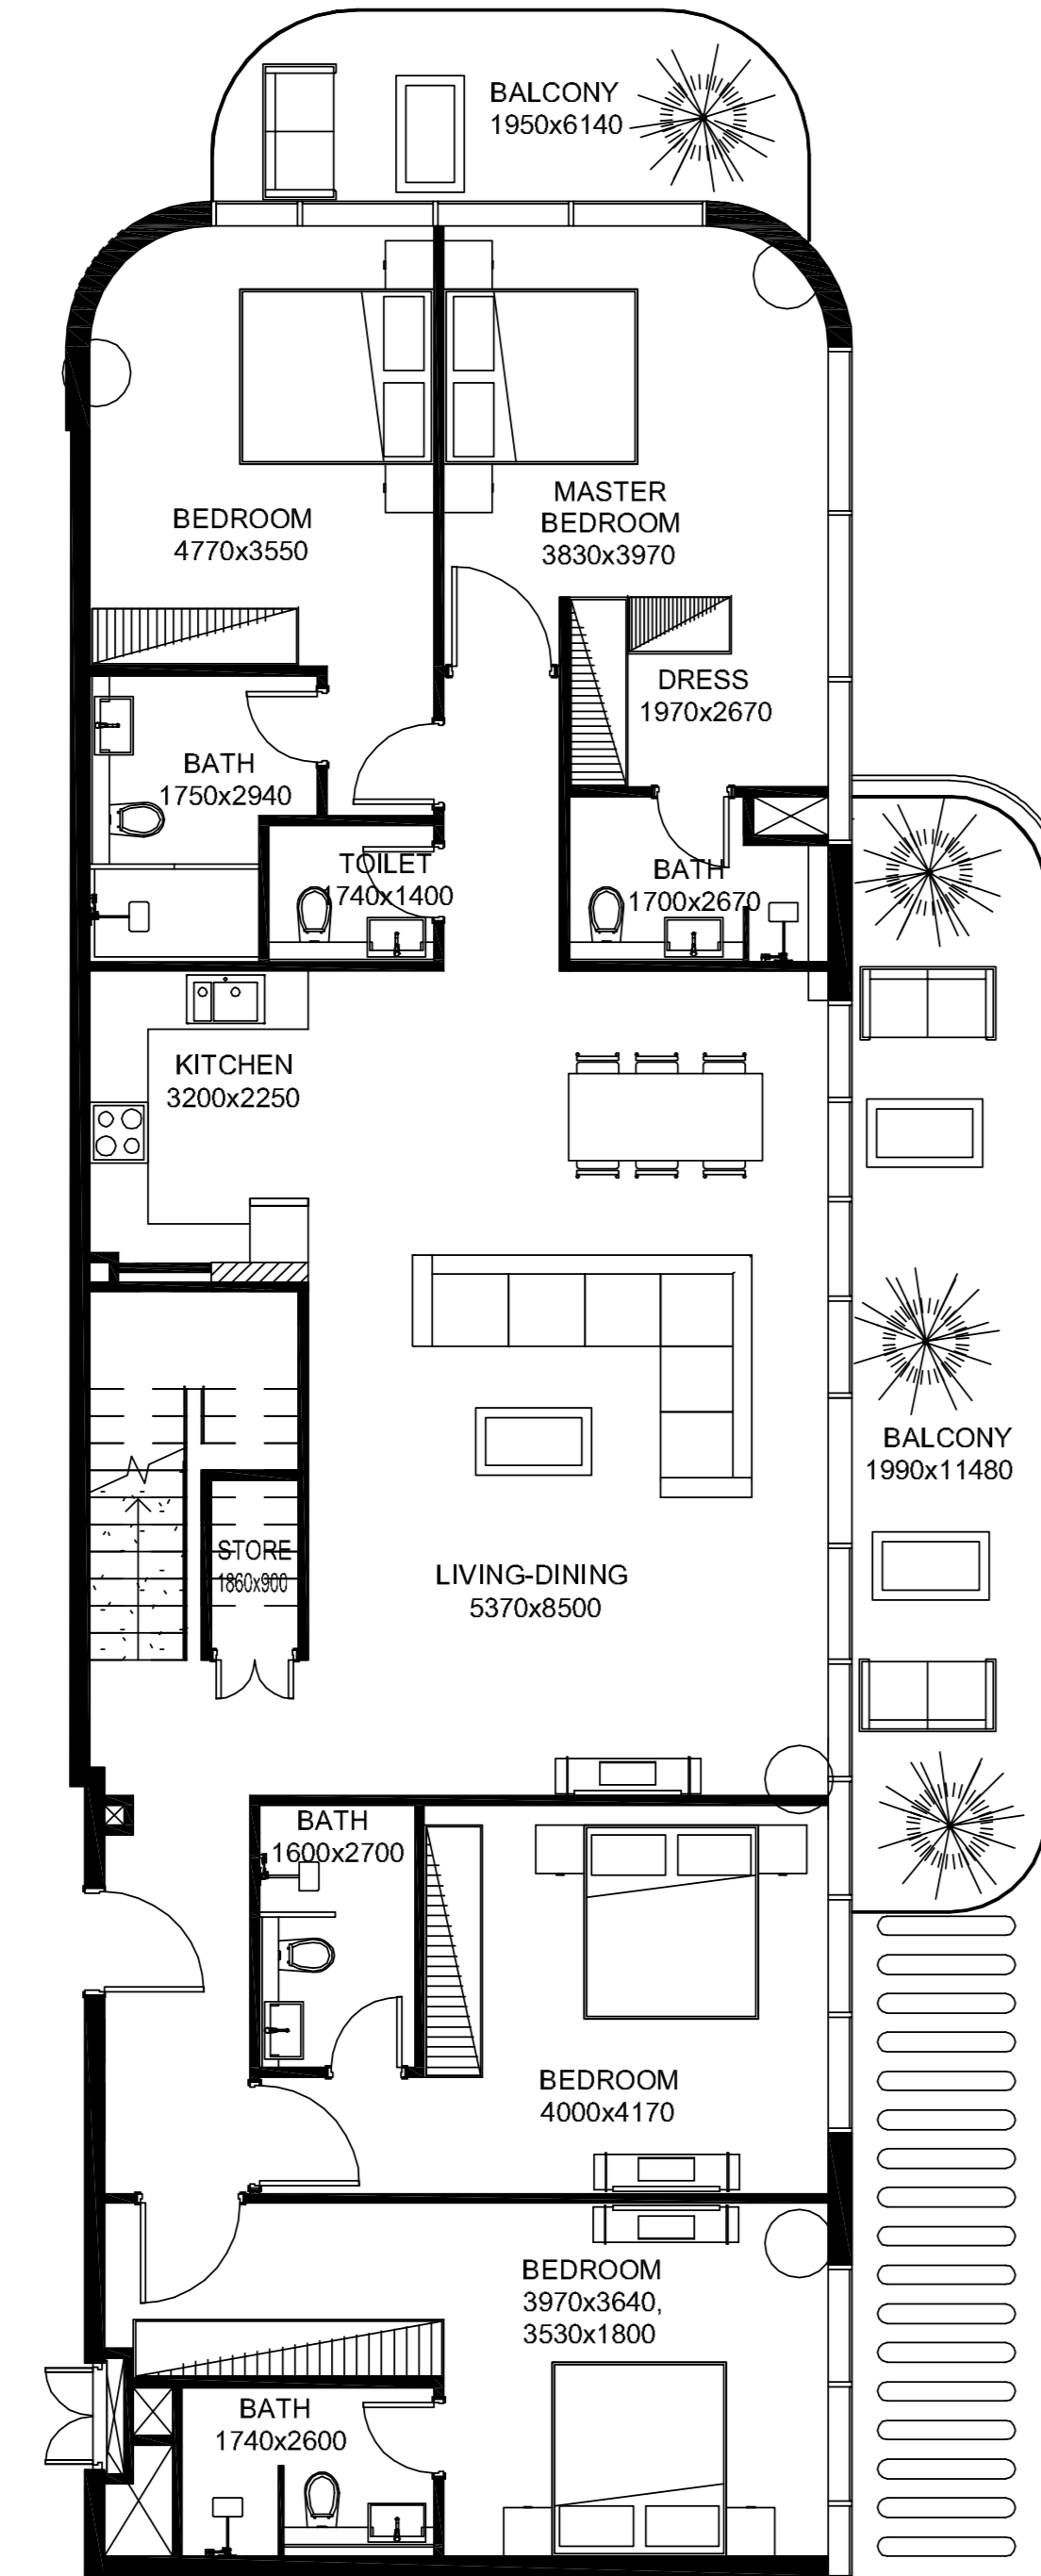 BALCONY
1950x6140
BEDROOM
4770x3550
MASTER
BEDROOM
3830x3970
DRESS
1970x2670
BATH
1750x2940
TOILET
1740x1400
BATH
1700x2670
KITCHEN
3200x2250
BALCONY
1990x11480
STORE
1860x900
LIVING-DINING
5370x8500
BATH
1600x2700
BEDROOM
4000x4170
BEDROOM
3970x3640,
3530x1800
BATH
1740x2600